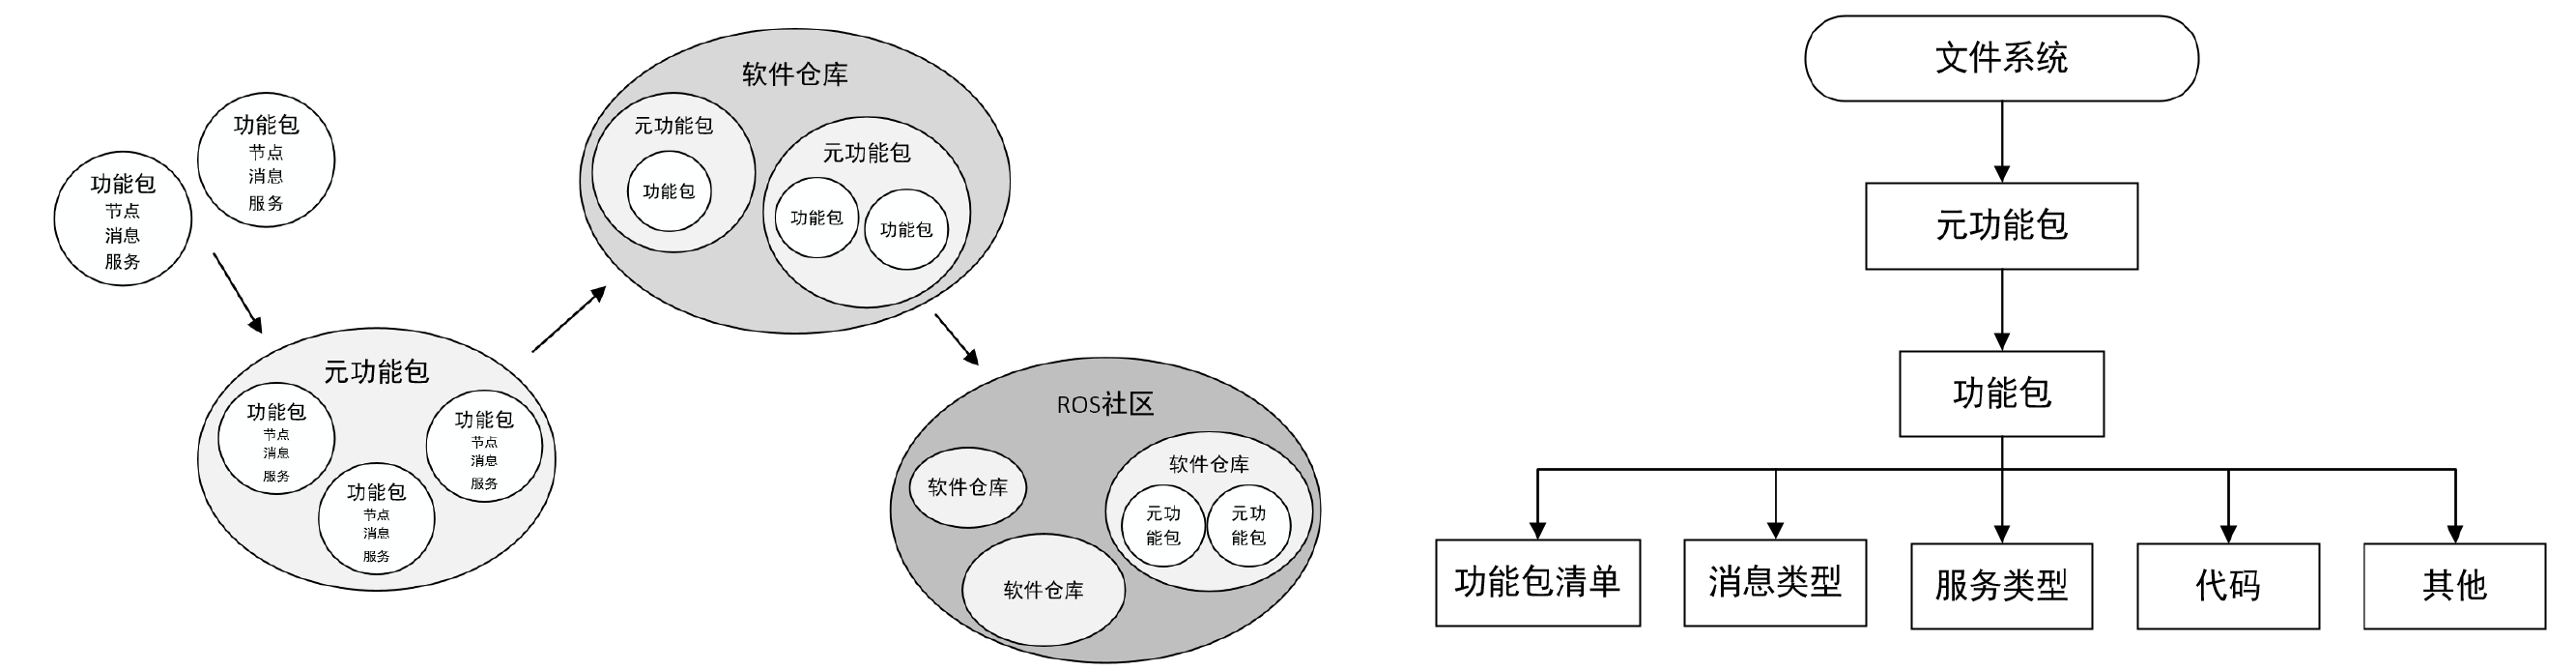 功能包
节点
消息
服务
功能包
节点
消息
服务
元功能包
功能包
节点
消息
服务
功能包
节点
消息
服务
功能包
节点
消息
服务
软件仓库
元功能包
功能包
元功能包
功能包
功能包
ROS社区
软件仓库
软件仓库
软件仓库
元功
能包
元功
能包
文件系统
元功能包
功能包
功能包清单
消息类型
服务类型
代码
其他